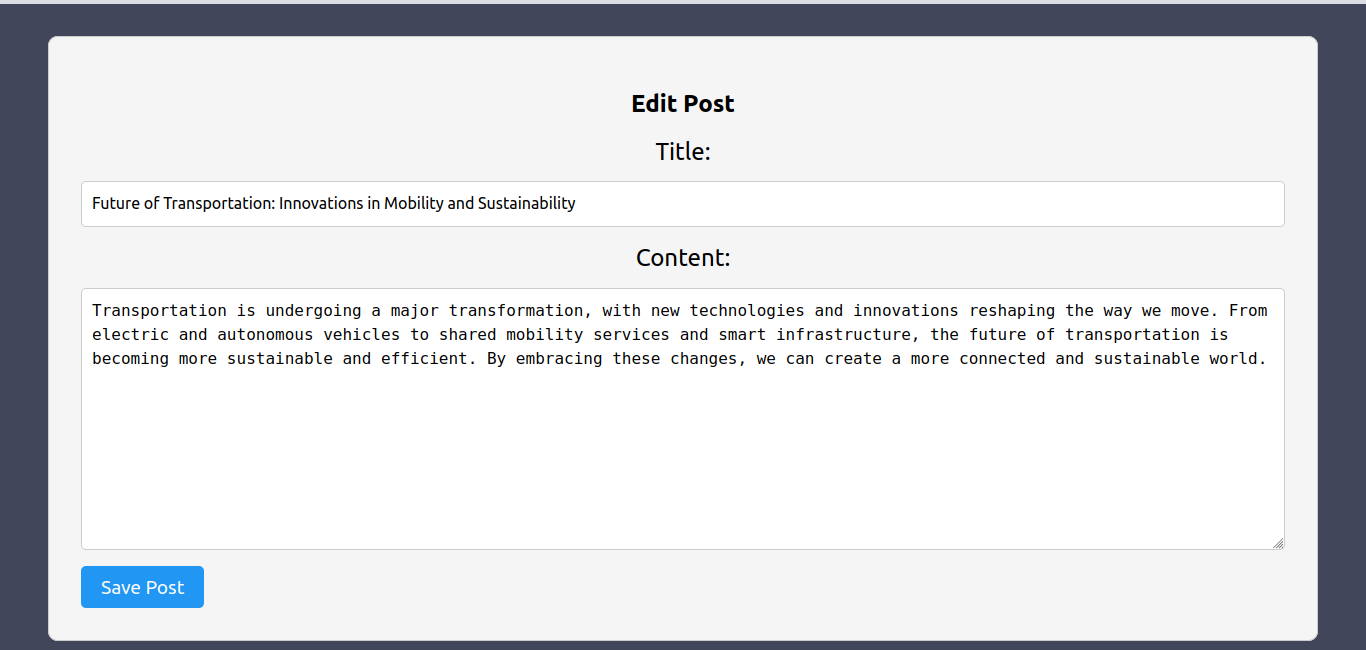 Edit Post
Title:
Future of Transportation: Innovations in Mobility and Sustainability
Content:
Transportation is undergoing a major transformation, with new technologies and innovations reshaping the way we move. From
electric and autonomous vehicles to shared mobility services and smart infrastructure, the future of transportation is
becoming more sustainable and efficient. By embracing these changes, we can create a more connected and sustainable world.
Save Post